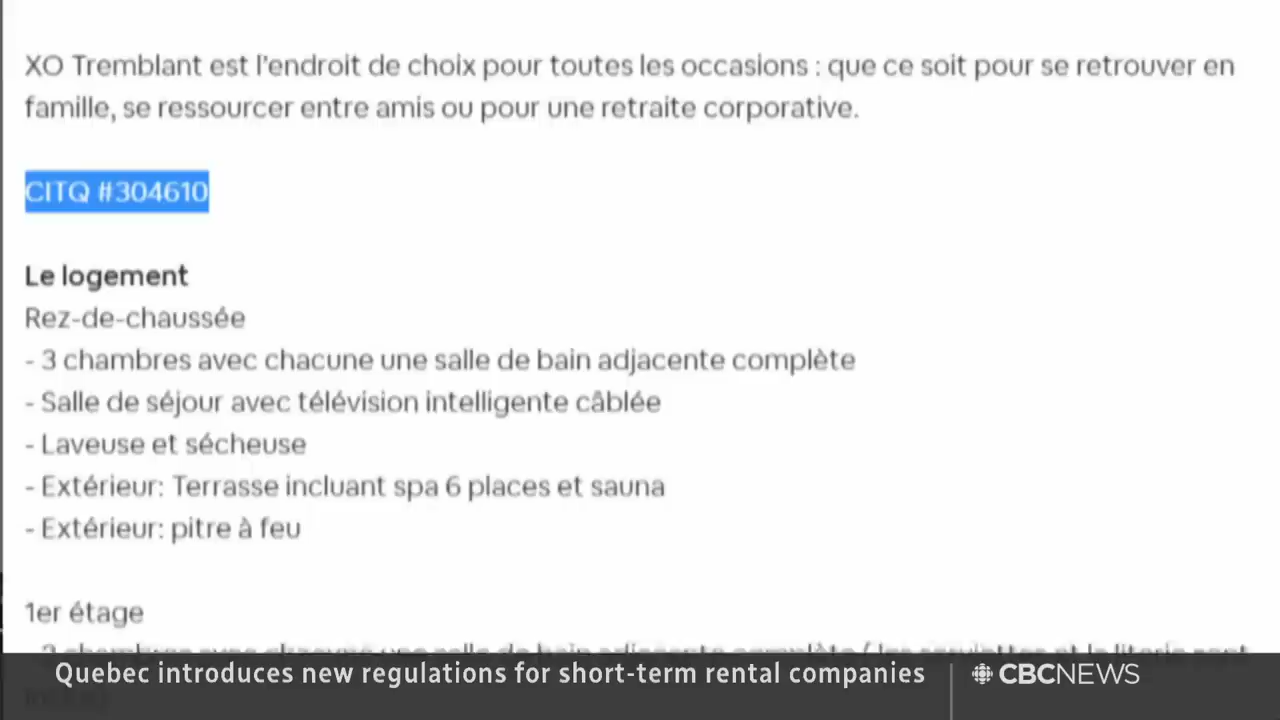 XO Tremblant est l'endroit de choix pour toutes les occasions : que ce soit pour se retrouver en
famille, se ressourcer entre amis ou pour une retraite corporative.
CITQ #304610
Le logement
Rez-de-chaussée
- 3 chambres avec chacune une salle de bain adjacente complète
- Salle de séjour avec télévision intelligente câblée
- Laveuse et sécheuse
- Extérieur: Terrasse incluant spa 6 places et sauna
- Extérieur: pitre à feu
1er étage
Quebec introduces new regulations for short-term rental companies
CBCNEWS